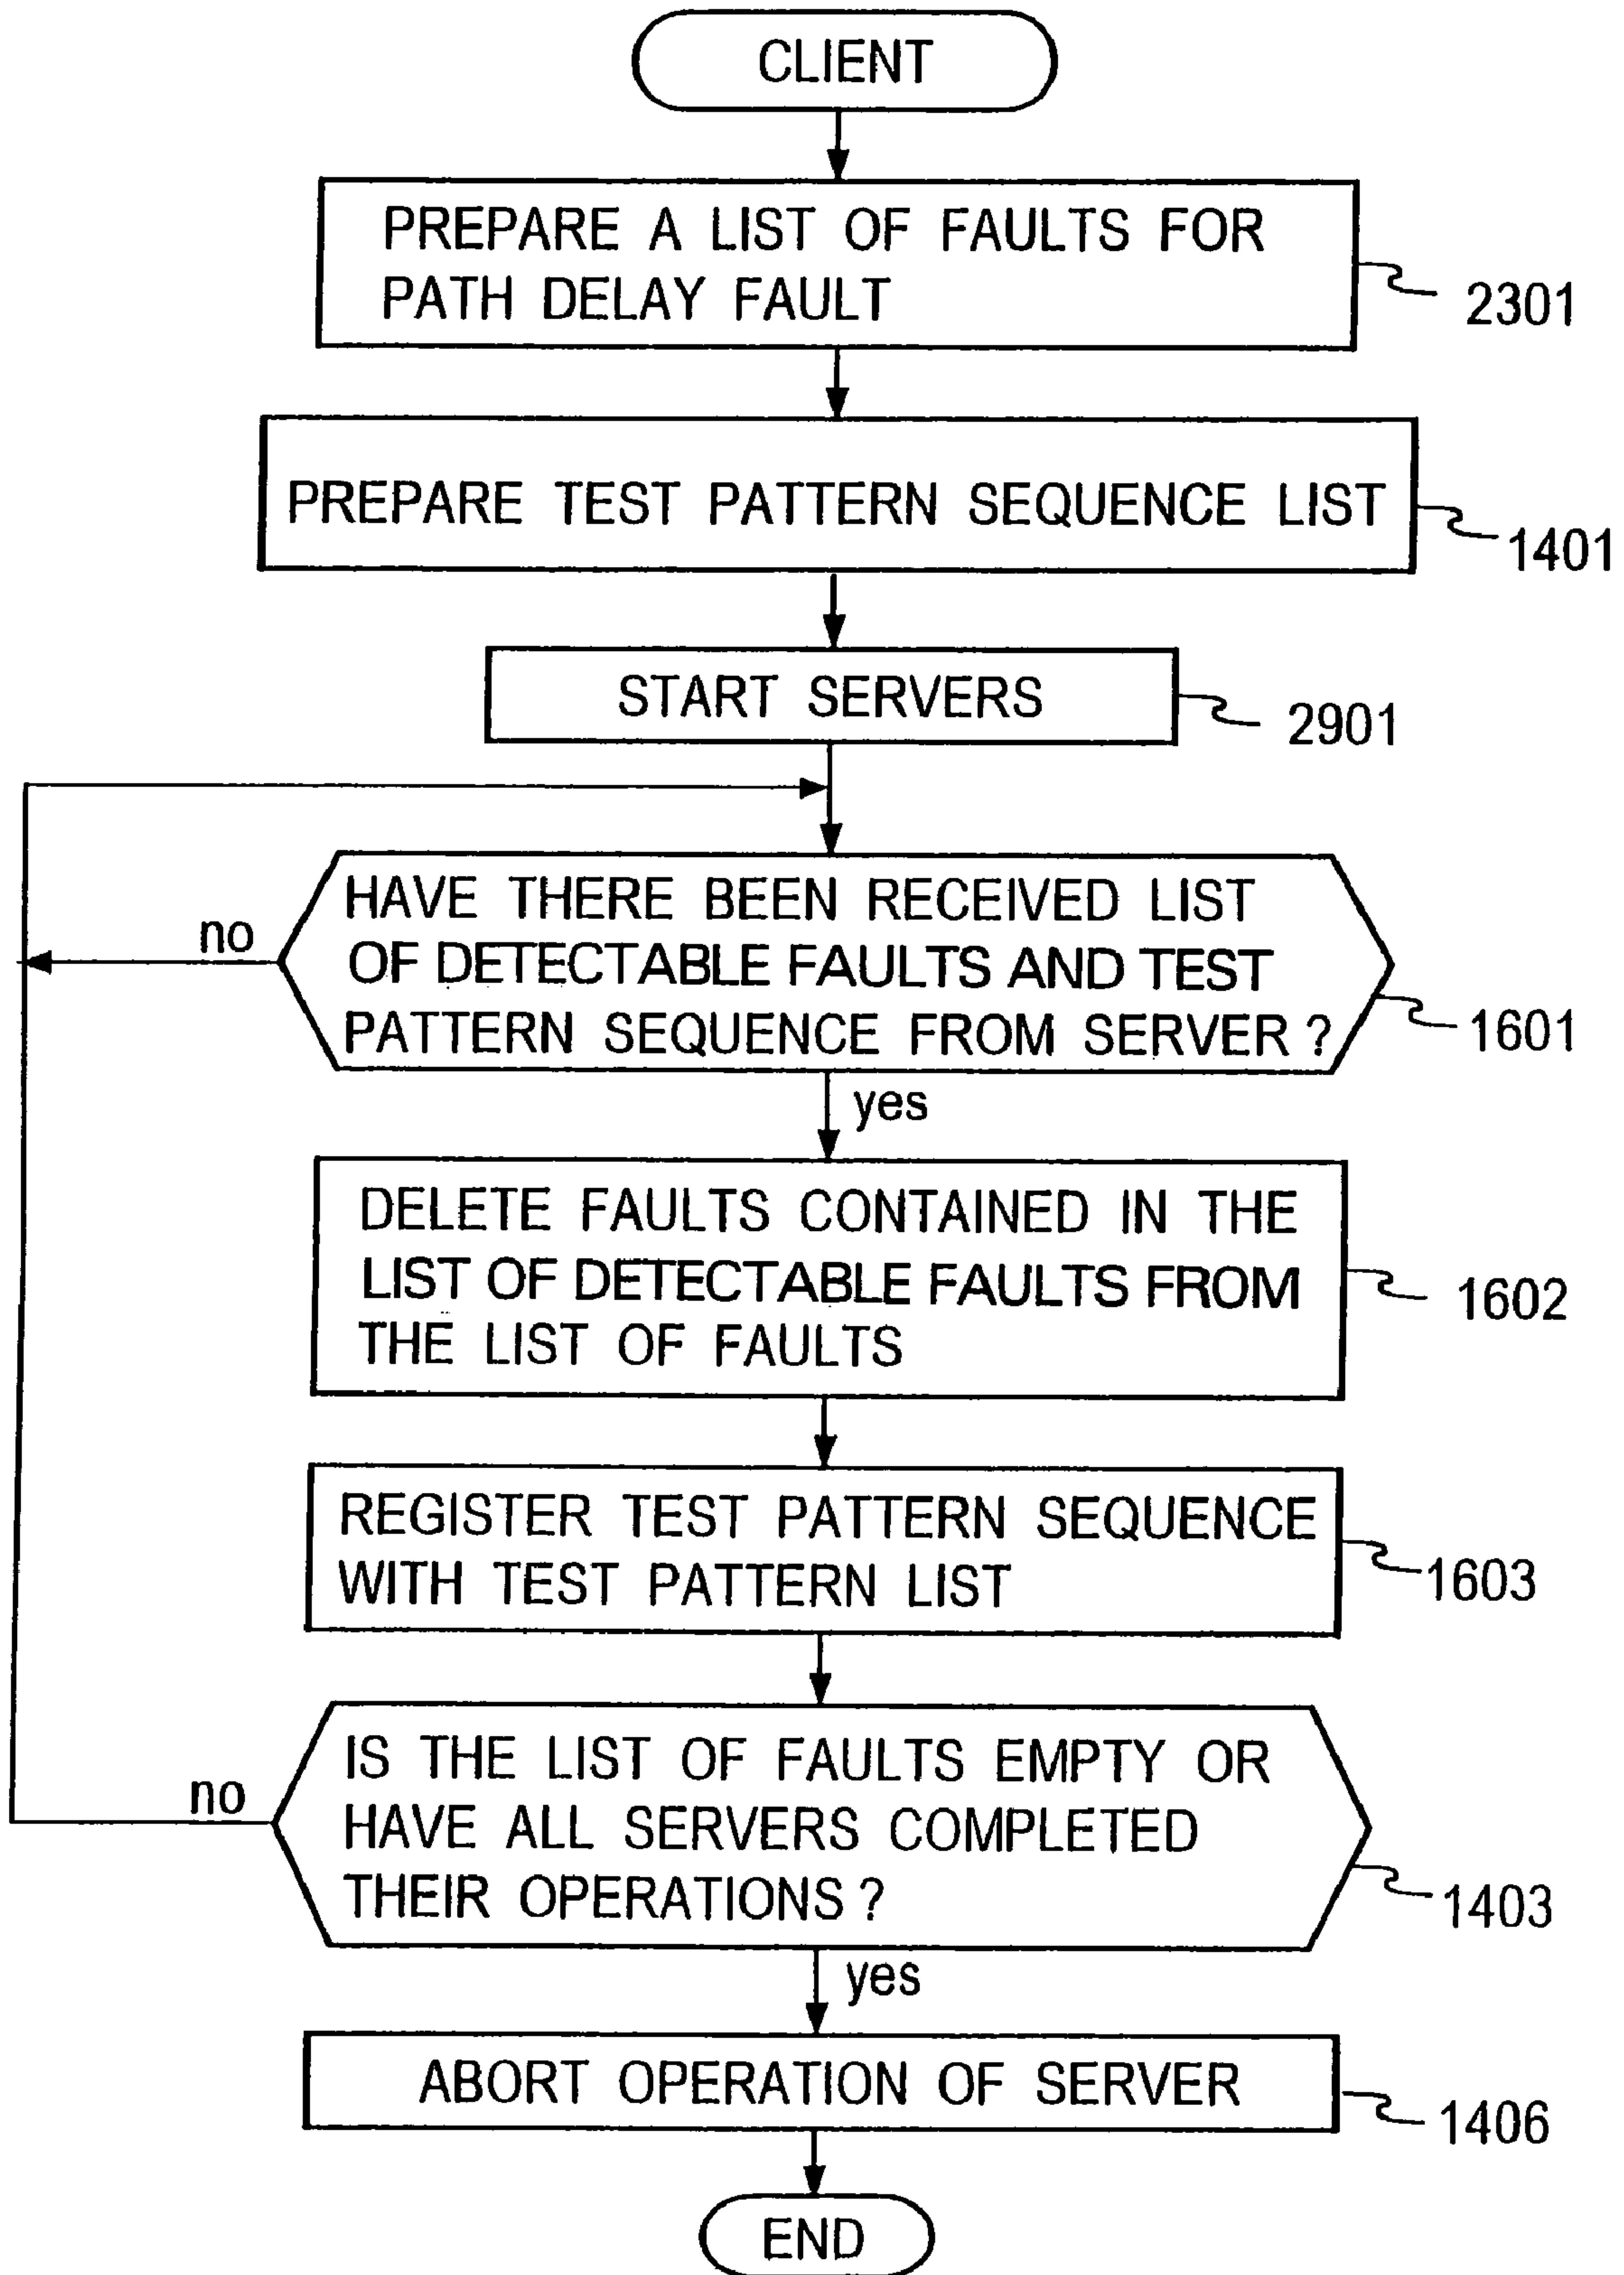 CLIENT
PREPARE A LIST OF FAULTS FOR
PATH DELAY FAULT
2301
PREPARE TEST PATTERN SEQUENCE LIST
1401
START SERVERS
2901
HAVE THERE BEEN RECEIVED LIST
OF DETECTABLE FAULTS AND TEST
PATTERN SEQUENCE FROM SERVER ?
no
1601
yes
DELETE FAULTS CONTAINED IN THE
LIST OF DETECTABLE FAULTS FROM
THE LIST OF FAULTS
1602
REGISTER TEST PATTERN SEQUENCE
WITH TEST PATTERN LIST
1603
IS THE LIST OF FAULTS EMPTY OR
HAVE ALL SERVERS COMPLETED
THEIR OPERATIONS ?
no
1403
yes
ABORT OPERATION OF SERVER
1406
END